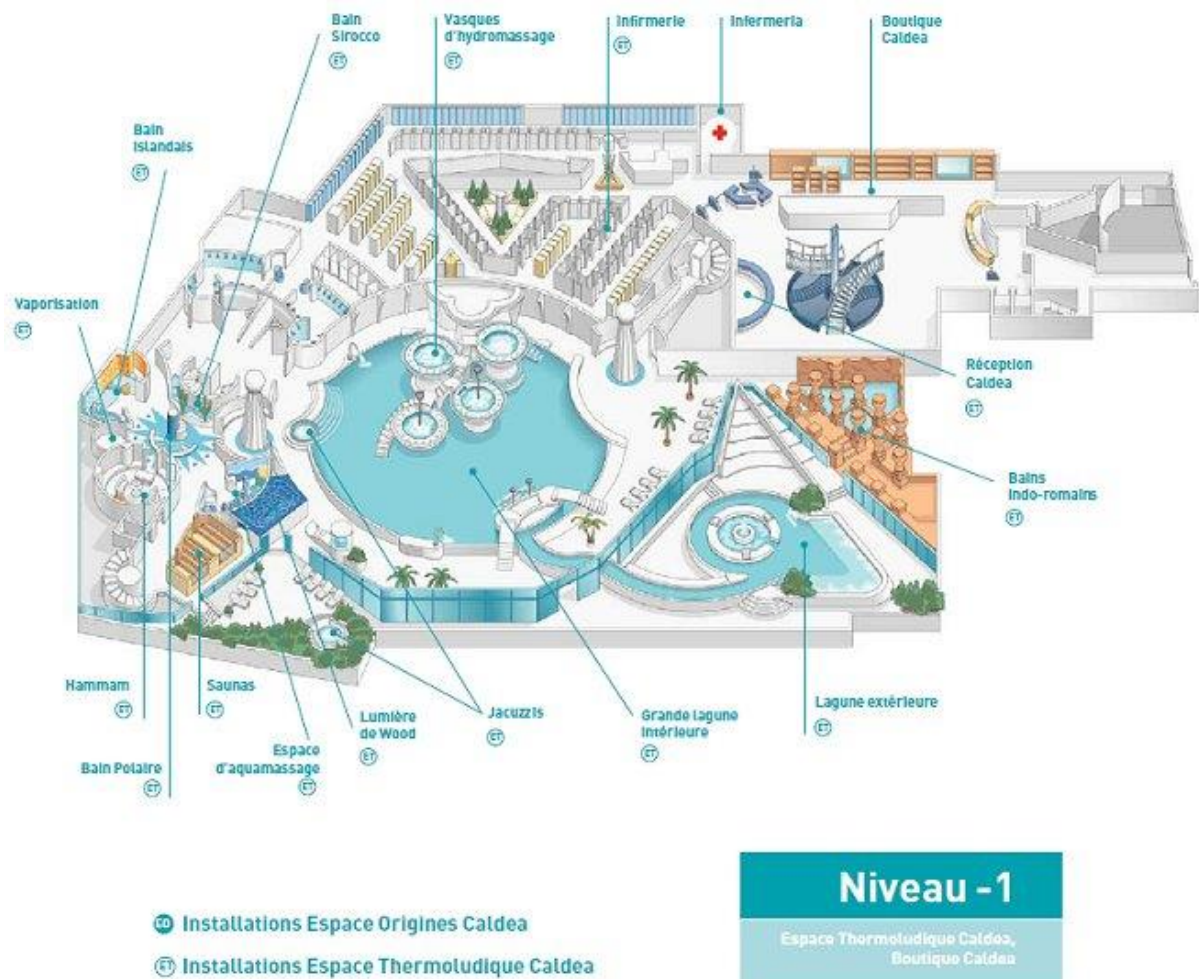 Bain
Sirocco
ET
Vasques
d'hydromassage
ET
Infirmerie
ET
Infermeria
Boutique
Caldea
Bain
Islandais
ET
Vaporisation
ET
Réception
Caldea
ET
Bains
Indo-romains
ET
Hammam
ET
Saunas
ET
Lumière
de Wood
ET
Jacuzzis
ET
Grande lagune
Intérieure
ET
Lagune extérieure
ET
Bain Polaire
ET
Espace
d'aquamassage
ET
Niveau -1
Espace Thermoludique Caldea,
Boutique Caldea
EO Installations Espace Origines Caldea
ET Installations Espace Thermoludique Caldea